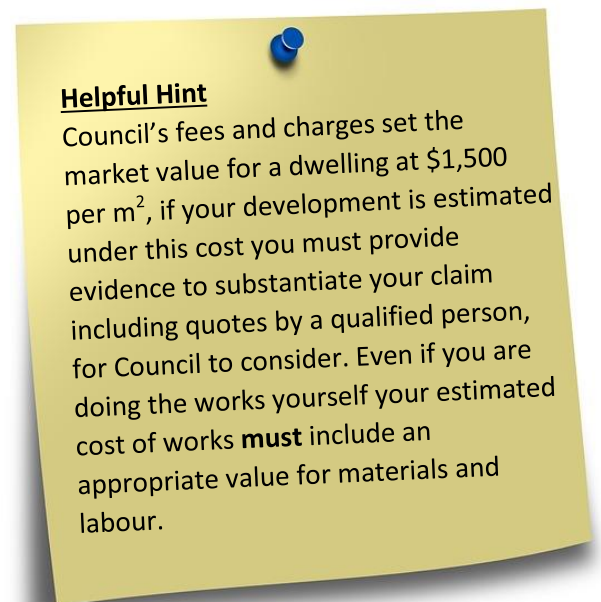 Helpful Hint
Council’s fees and charges set the
market value for a dwelling at $1,500
per m², if your development is estimated
under this cost you must provide
evidence to substantiate your claim
including quotes by a qualified person,
for Council to consider. Even if you are
doing the works yourself your estimated
cost of works must include an
appropriate value for materials and
labour.